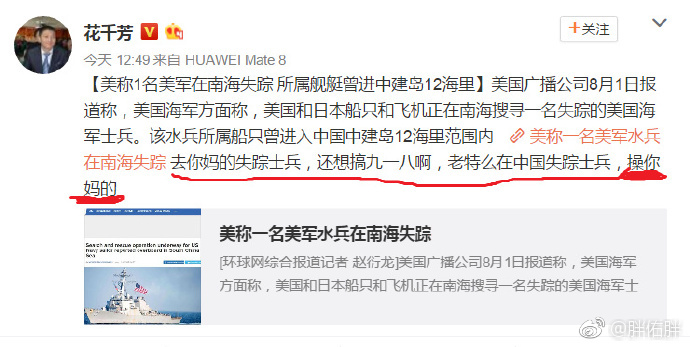 花千芳
+关注
今天 12:49 来自 HUAWEI Mate 8
【美称1名美军在南海失踪 所属舰艇曾进中建岛12海里】美国广播公司8月1日报
道称，美国海军方面称，美国和日本船只和飞机正在南海搜寻一名失踪的美国海
军士兵。该水兵所属船只曾进入中国中建岛12海里范围内 美称一名美军水兵
在南海失踪 去你妈的失踪士兵，还想搞九一八啊，老特么在中国失踪士兵，操你
妈的
Search and rescue operation underway for US
Navy sailor reported overboard in South China
Sea
美称一名美军水兵在南海失踪
[环球网综合报道记者 赵衍龙]美国广播公司8月1日报道称，美国海军
方面称，美国和日本船只和飞机正在南海搜寻一名失踪的美国海军士
@胖佑胖